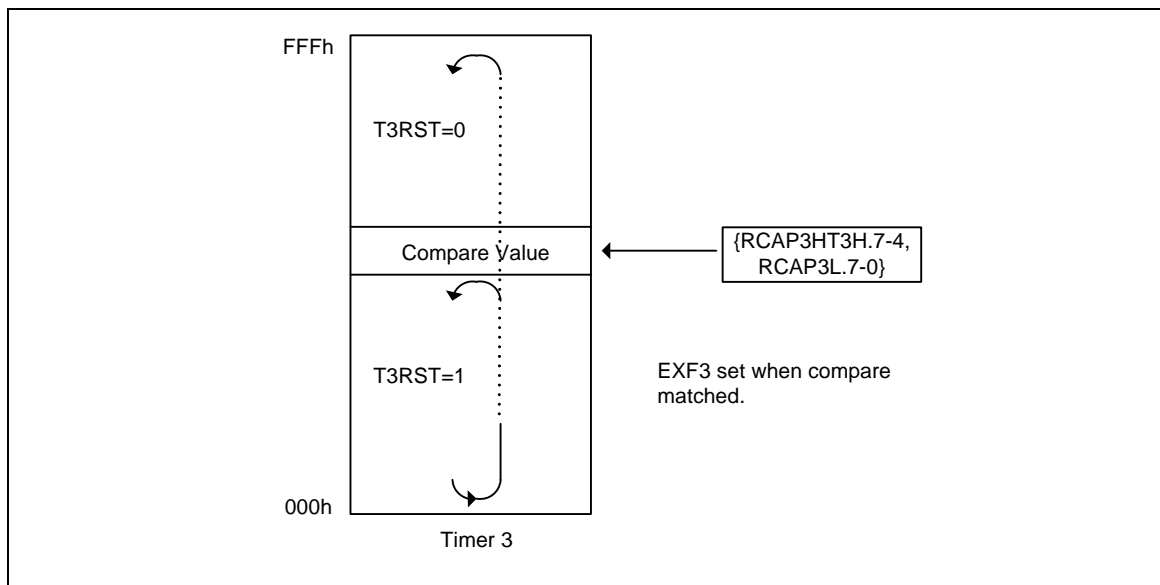 FFFh
T3RST=0
Compare Value
{RCAP3HT3H.7-4,
RCAP3L.7-0}
T3RST=1
EXF3 set when compare
matched.
000h
Timer 3